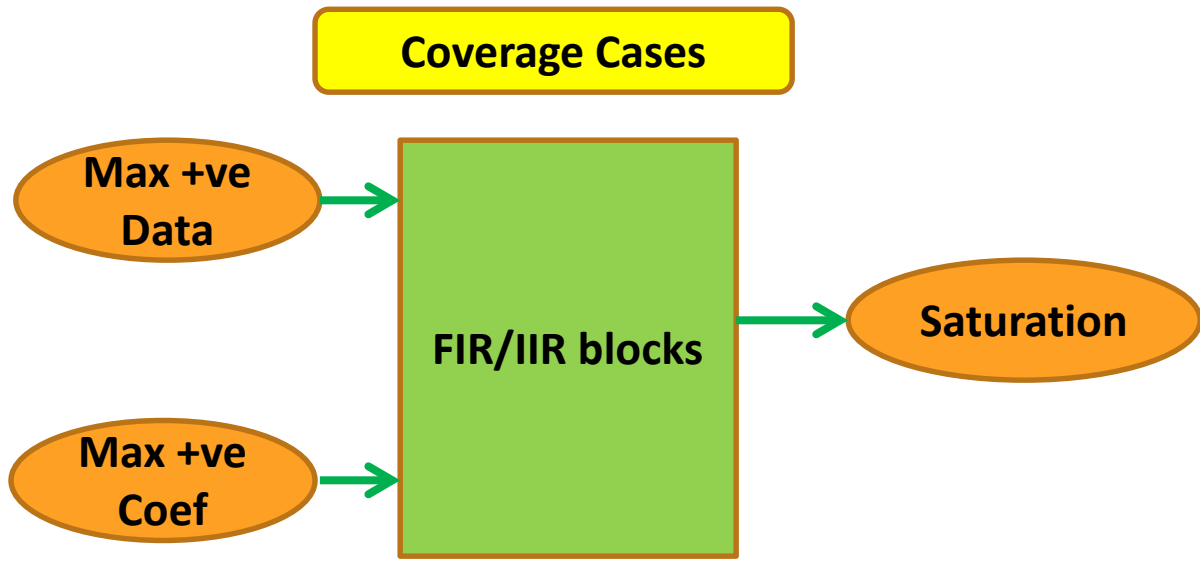 Coverage Cases
Max +ve
Data
FIR/IIR blocks
Saturation
Max +ve
Coef